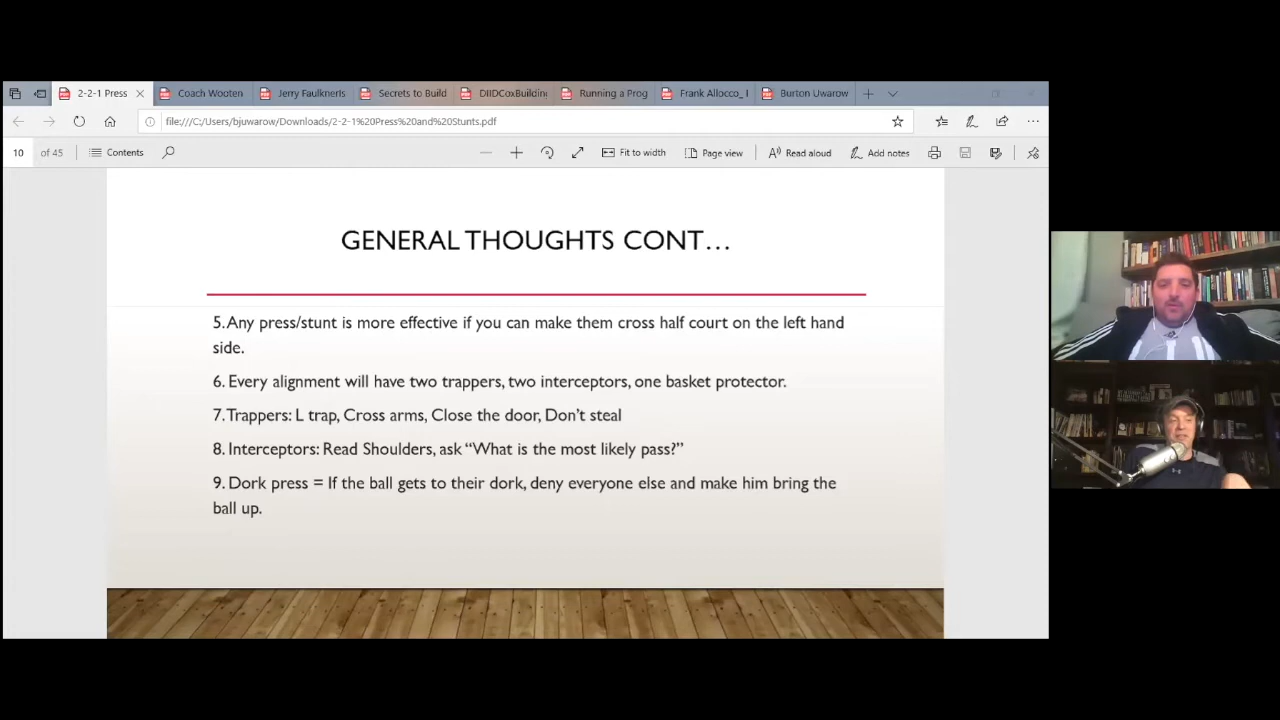 2-2-1 Press
Coach Wooten
Jerry Faulkneris
Secrets to Build
DIIDCoxBuilding
Running a Prog
Frank Allocco_
Burton Uwarow
file:///C:/Users/bjuwarow/Downloads/2-2-1%20Press%20and%20Stunts.pdf
10 of 45 Contents Fit to width Page view Read aloud Add notes
GENERAL THOUGHTS CONT…
5. Any press/stunt is more effective if you can make them cross half court on the left hand
side.
6. Every alignment will have two trappers, two interceptors, one basket protector.
7. Trappers: L trap, Cross arms, Close the door, Don't steal
8. Interceptors: Read Shoulders, ask “What is the most likely pass?”
9. Dork press = If the ball gets to their dork, deny everyone else and make him bring the
ball up.